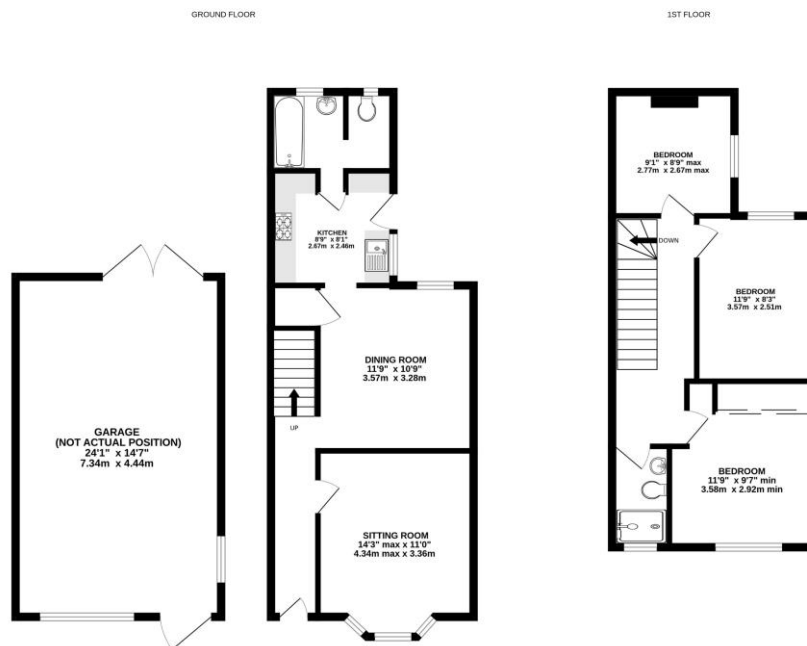 GROUND FLOOR
1ST FLOOR
BEDROOM
9'1" x 8'9" max
2.77m x 2.67m max
KITCHEN
8'9" x 8'1"
2.67m x 2.46m
DOWN
BEDROOM
11'9" x 8'3"
3.57m x 2.51m
DINING ROOM
11'9" x 10'9"
3.57m x 3.28m
UP
GARAGE
(NOT ACTUAL POSITION)
24'1" x 14'7"
7.34m x 4.44m
BEDROOM
11'9" x 9'7" min
3.58m x 2.92m min
SITTING ROOM
14'3" max x 11'0"
4.34m max x 3.36m